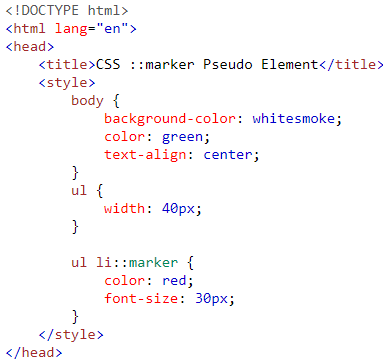 <!DOCTYPE html>
<html lang="en">
<head>
    <title>CSS ::marker Pseudo Element</title>
    <style>
        body {
            background-color: whitesmoke;
            color: green;
            text-align: center;
        }
        ul {
            width: 40px;
        }

        ul li::marker {
            color: red;
            font-size: 30px;
        }
    </style>
</head>